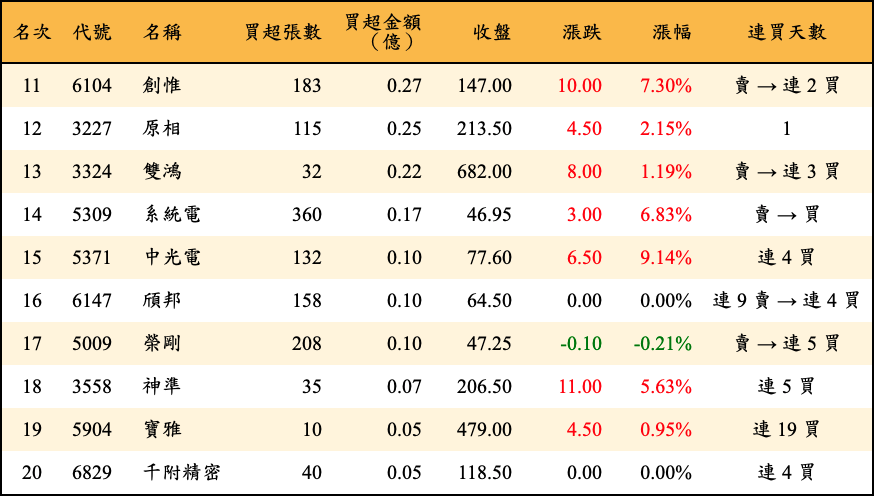 名次 代號 名稱 買超張數 買超金額（億） 收盤 漲跌 漲幅 連買天數
11 6104 創惟 183 0.27 147.00 10.00 7.30% 賣 → 連 2 買
12 3227 原相 115 0.25 213.50 4.50 2.15% 1
13 3324 雙鴻 32 0.22 682.00 8.00 1.19% 賣 → 連 3 買
14 5309 系統電 360 0.17 46.95 3.00 6.83% 賣 → 買
15 5371 中光電 132 0.10 77.60 6.50 9.14% 連 4 買
16 6147 頎邦 158 0.10 64.50 0.00 0.00% 連 9 賣 → 連 4 買
17 5009 榮剛 208 0.10 47.25 -0.10 -0.21% 賣 → 連 5 買
18 3558 神準 35 0.07 206.50 11.00 5.63% 連 5 買
19 5904 寶雅 10 0.05 479.00 4.50 0.95% 連 19 買
20 6829 千附精密 40 0.05 118.50 0.00 0.00% 連 4 買